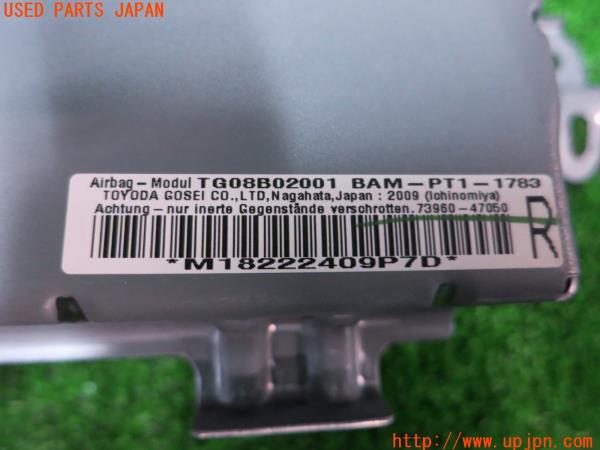 USED PARTS JAPAN
Airbag-Modul TG08B02001 BAM-PT1-1783
TOYODA GOSEI CO.,LTD,Nagahata,Japan : 2009 (Ichinomiya)
Achtung - nur inerte Gegenstände verschrotten. 73960-47050
R
*M18222409P7D*
http://www.upjpn.com/